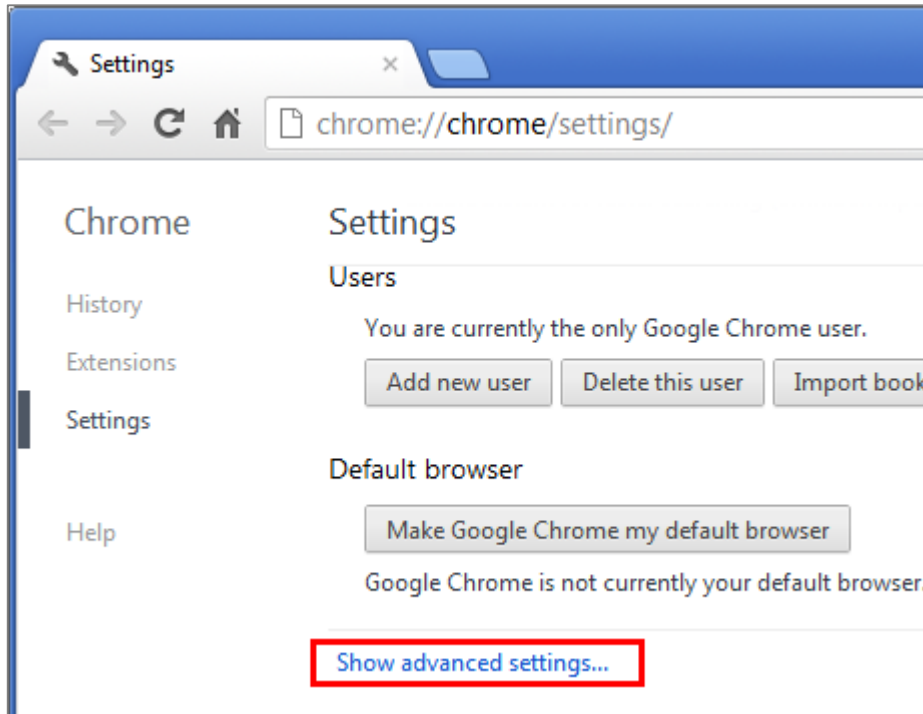 Settings
chrome://chrome/settings/
Chrome
History
Extensions
Settings
Help
Settings
Users
You are currently the only Google Chrome user.
Add new user
Delete this user
Import book
Default browser
Make Google Chrome my default browser
Google Chrome is not currently your default browser.
Show advanced settings...